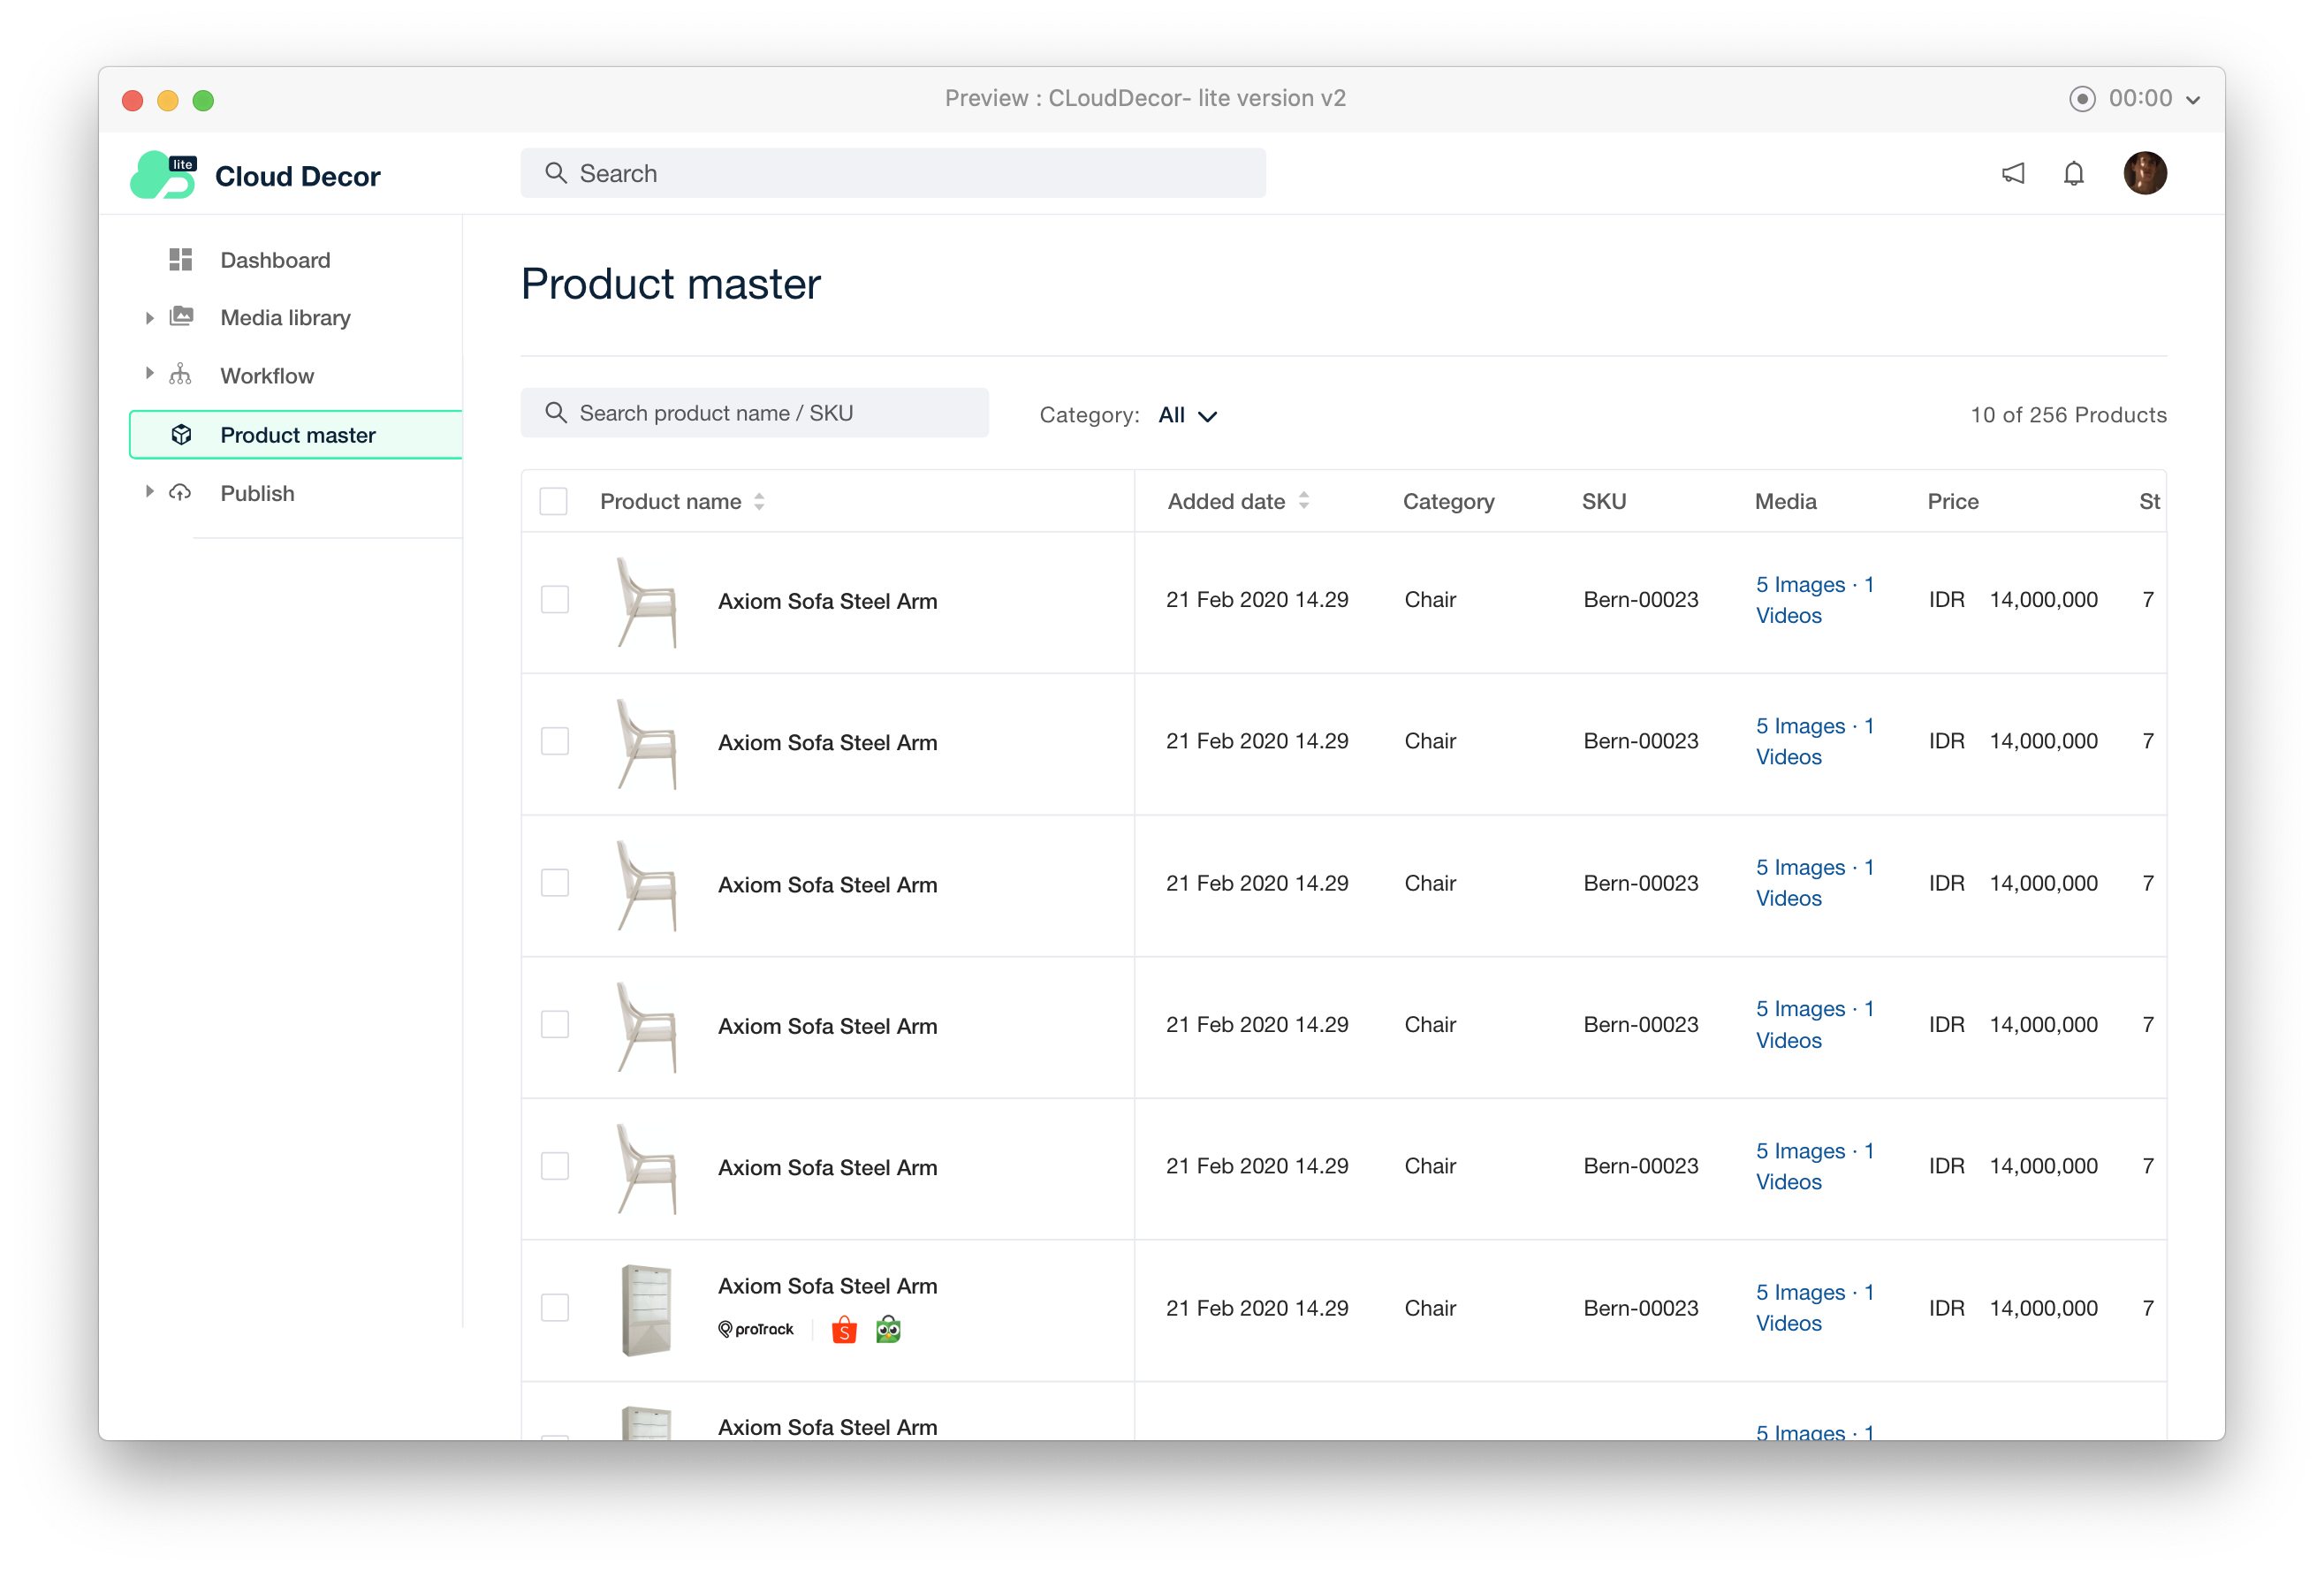 Preview : CLoudDecor- lite version v2
00:00
lite
Cloud Decor
Search
Dashboard
Media library
Workflow
Product master
Publish
Product master
Search product name / SKU
Category: All
10 of 256 Products
Product name Added date Category SKU Media Price St
Axiom Sofa Steel Arm 21 Feb 2020 14.29 Chair Bern-00023 5 Images · 1 Videos IDR 14,000,000 7
Axiom Sofa Steel Arm 21 Feb 2020 14.29 Chair Bern-00023 5 Images · 1 Videos IDR 14,000,000 7
Axiom Sofa Steel Arm 21 Feb 2020 14.29 Chair Bern-00023 5 Images · 1 Videos IDR 14,000,000 7
Axiom Sofa Steel Arm 21 Feb 2020 14.29 Chair Bern-00023 5 Images · 1 Videos IDR 14,000,000 7
Axiom Sofa Steel Arm 21 Feb 2020 14.29 Chair Bern-00023 5 Images · 1 Videos IDR 14,000,000 7
Axiom Sofa Steel Arm 21 Feb 2020 14.29 Chair Bern-00023 5 Images · 1 Videos IDR 14,000,000 7
proTrack S
Axiom Sofa Steel Arm 5 Images · 1